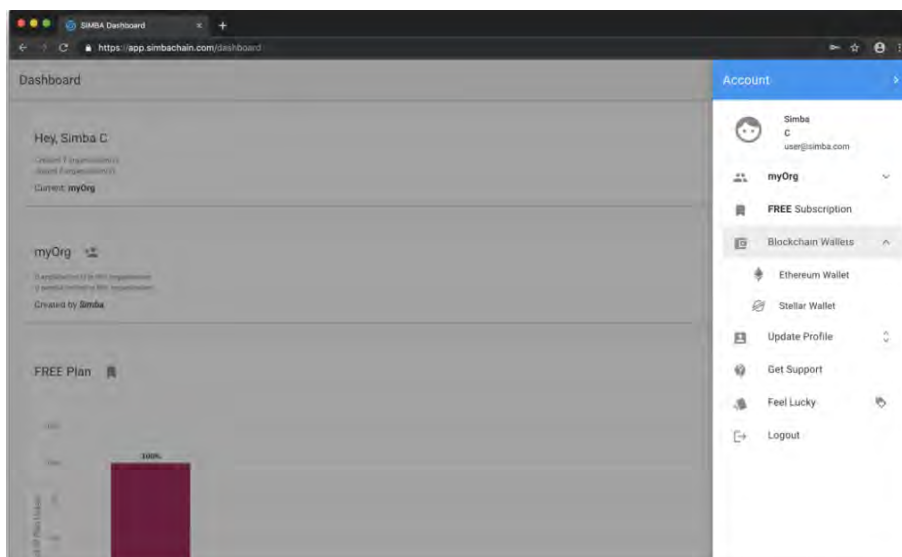 SIMBA Dashboard
https://app.simbachain.com/dashboard
Dashboard
Hey, Simba C
Current: myOrg
myOrg
Created by Simba
FREE Plan
100%
Account
Simba
C
user@simba.com
myOrg
FREE Subscription
Blockchain Wallets
Ethereum Wallet
Stellar Wallet
Update Profile
Get Support
Feel Lucky
Logout